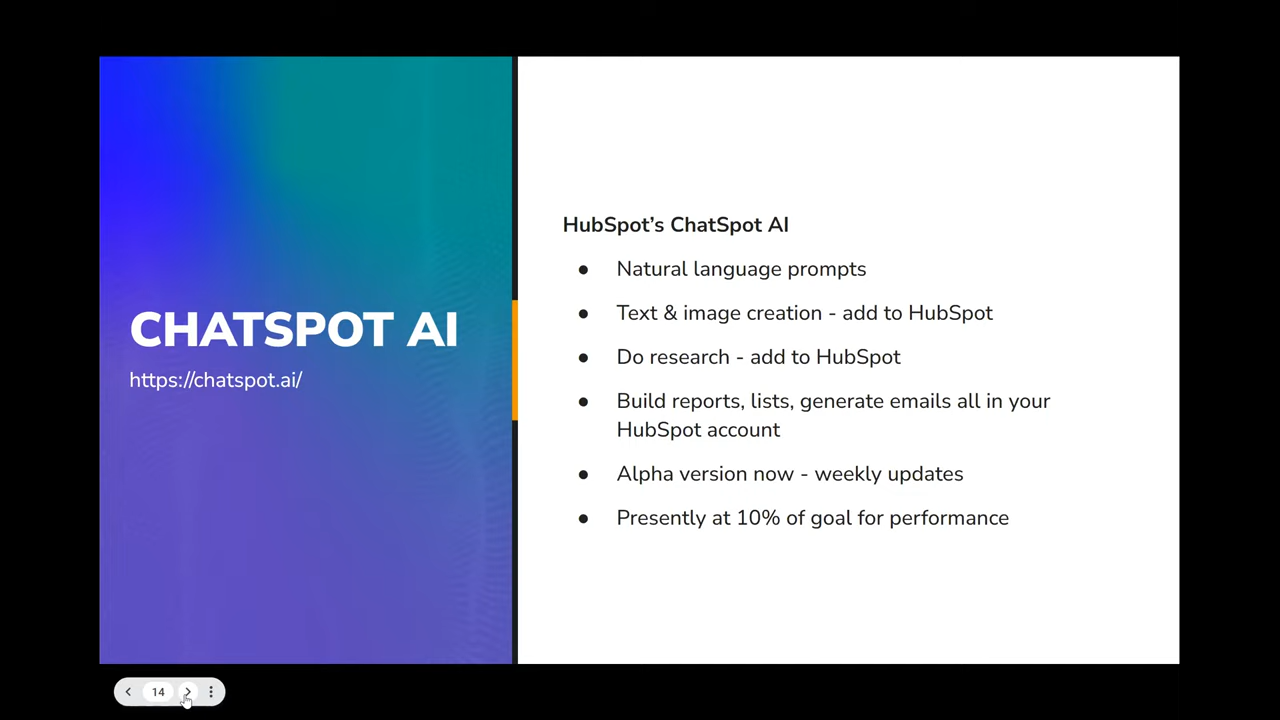 CHATSPOT AI
https://chatspot.ai/
HubSpot’s ChatSpot AI
● Natural language prompts
● Text & image creation - add to HubSpot
● Do research - add to HubSpot
● Build reports, lists, generate emails all in your
HubSpot account
● Alpha version now - weekly updates
● Presently at 10% of goal for performance
14